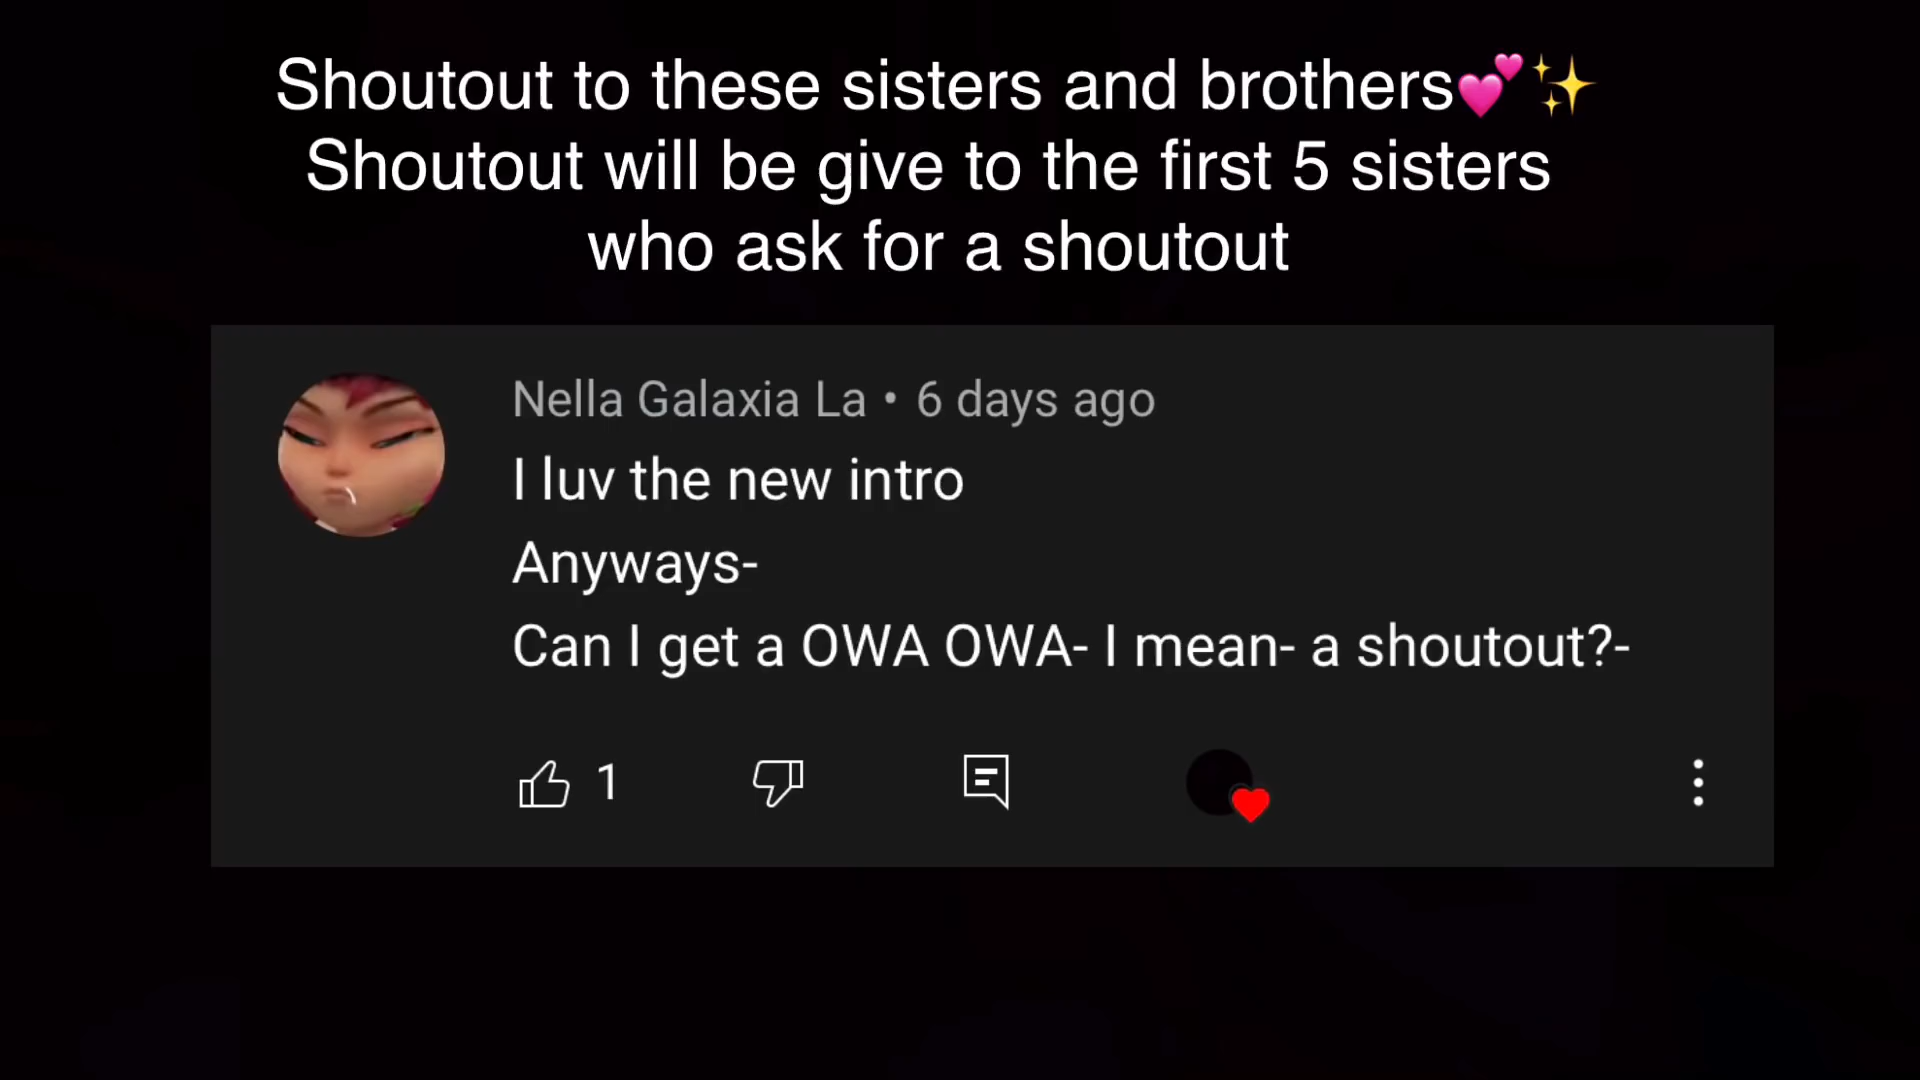 Shoutout to these sisters and brothers💕✨
Shoutout will be give to the first 5 sisters
who ask for a shoutout
Nella Galaxia La • 6 days ago
I luv the new intro
Anyways-
Can I get a OWA OWA- I mean- a shoutout?-
1